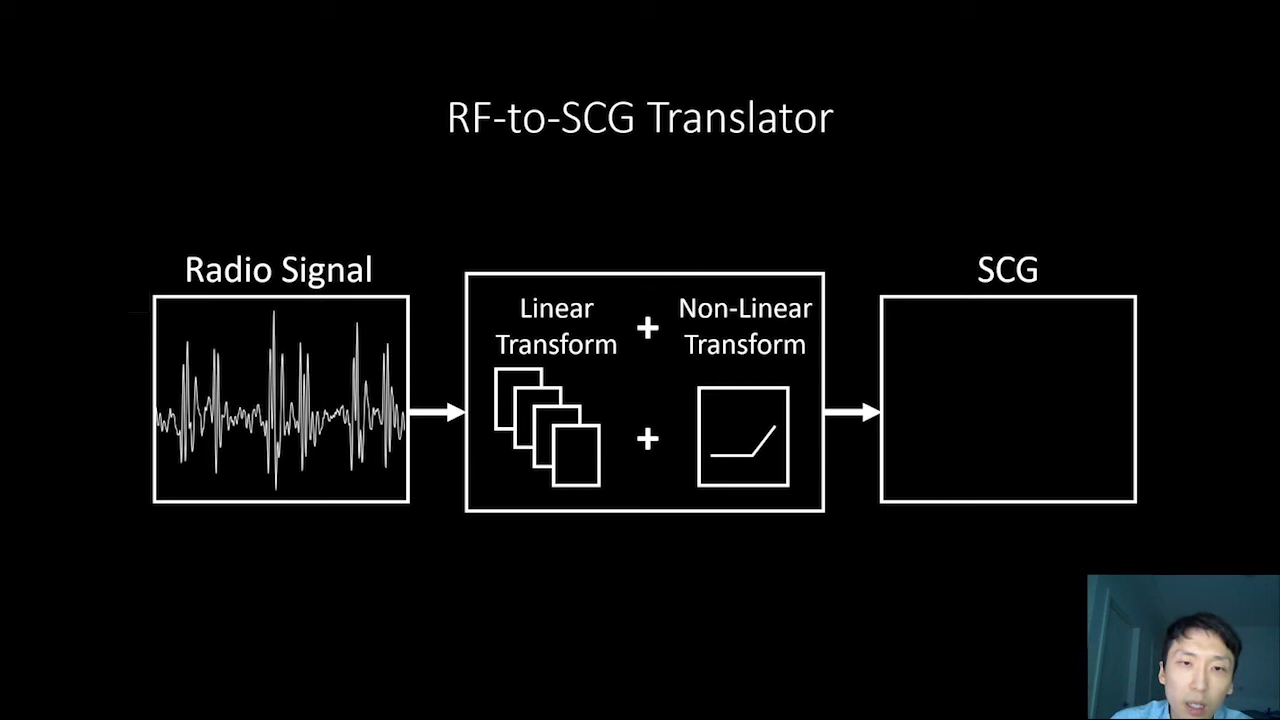 RF-to-SCG Translator
Radio Signal
Linear
Transform
+
Non-Linear
Transform
+
SCG